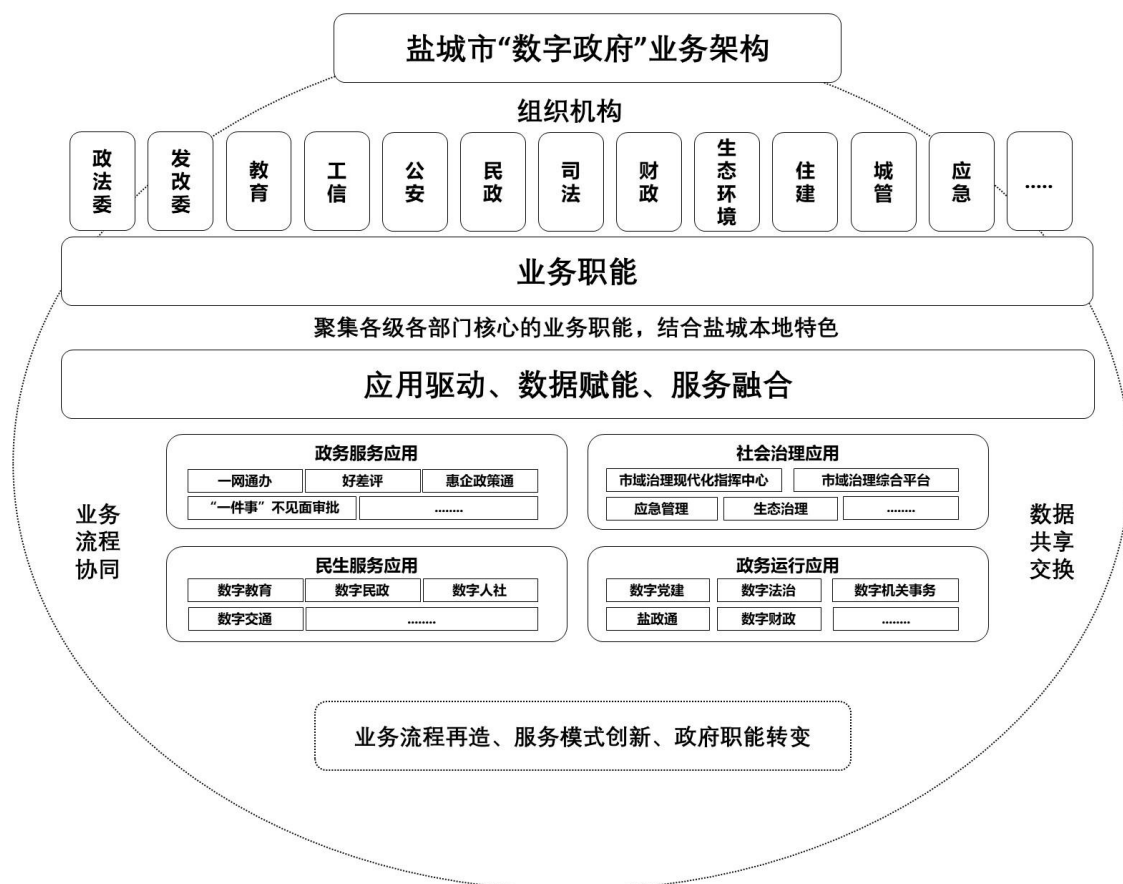 盐城市“数字政府”业务架构
组织机构
政法委
发改委
教育
工信
公安
民政
司法
财政
生态环境
住建
城管
应急
.....
业务职能
聚集各级各部门核心的业务职能，结合盐城本地特色
应用驱动、数据赋能、服务融合
业务
流程
协同
政务服务应用
一网通办
好差评
惠企政策通
“一件事”不见面审批
........
社会治理应用
市域治理现代化指挥中心
市域治理综合平台
应急管理
生态治理
........
民生服务应用
数字教育
数字民政
数字人社
数字交通
........
政务运行应用
数字党建
数字法治
数字机关事务
盐政通
数字财政
........
数据
共享
交换
业务流程再造、服务模式创新、政府职能转变